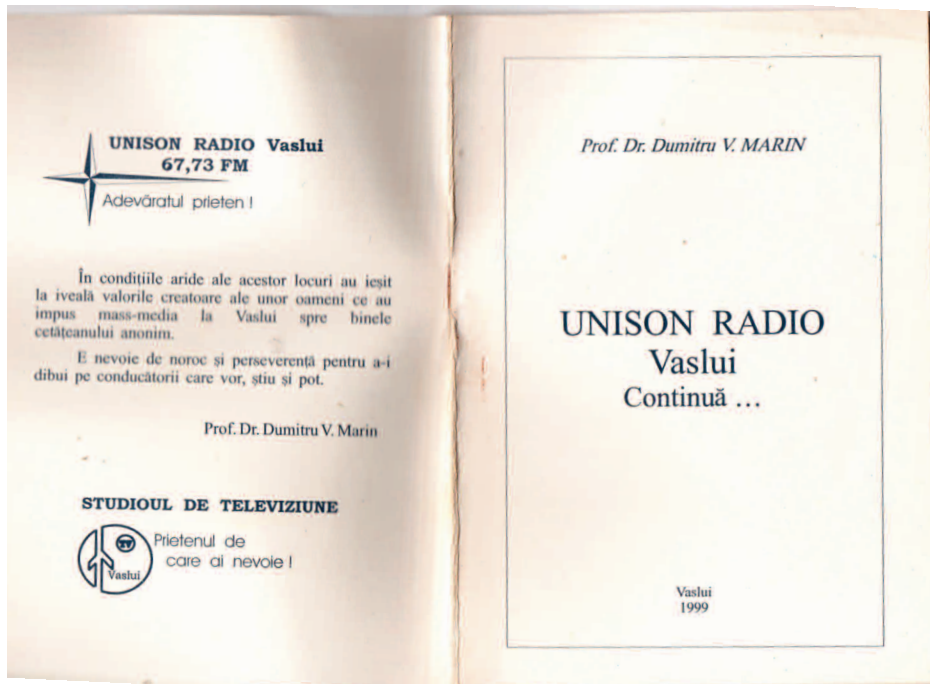 UNISON RADIO Vaslui
67,73 FM
Adevăratul prieten !
În condițiile aride ale acestor locuri au ieșit
la iveală valorile creatoare ale unor oameni ce au
impus mass-media la Vaslui spre binele
cetățeanului anonim.
E nevoie de noroc și perseverență pentru a-i
dibui pe conducătorii care vor, știu și pot.
Prof. Dr. Dumitru V. Marin
STUDIOUL DE TELEVIZIUNE
TV
Vaslui
Prietenul de
care ai nevoie !
Prof. Dr. Dumitru V. MARIN
UNISON RADIO
Vaslui
Continuă ...
Vaslui
1999